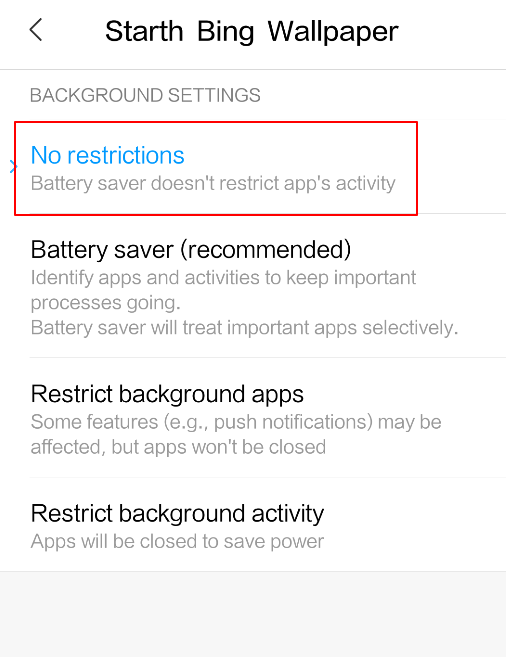 Starth Bing Wallpaper
BACKGROUND SETTINGS
No restrictions
Battery saver doesn't restrict app's activity
Battery saver (recommended)
Identify apps and activities to keep important
processes going.
Battery saver will treat important apps selectively.
Restrict background apps
Some features (e.g., push notifications) may be
affected, but apps won't be closed
Restrict background activity
Apps will be closed to save power